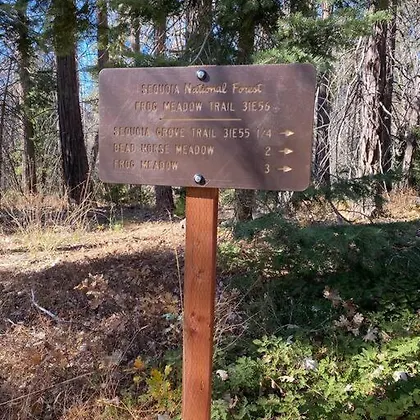 SEQUOIA National Forest
FROG MEADOW TRAIL 31E56
SEQUOIA GROVE TRAIL 31E55 1/4 →
DEAD HORSE MEADOW 2 →
FROG MEADOW 3 →